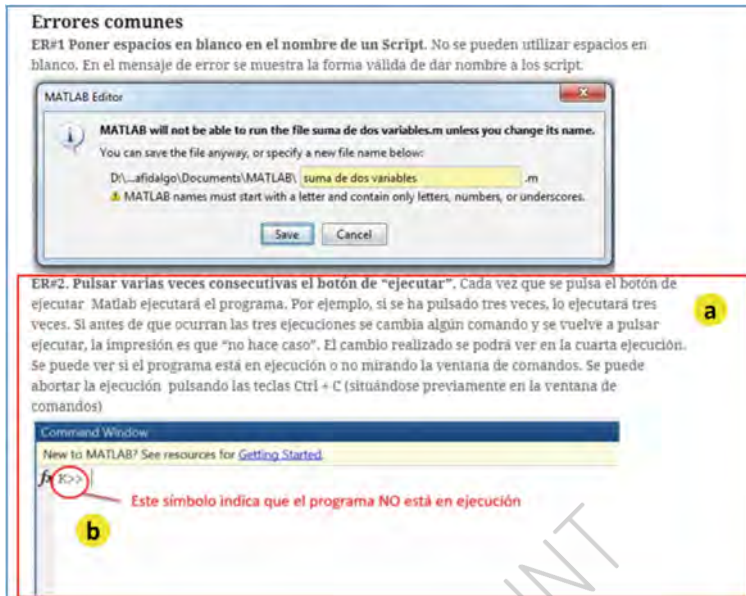 Errores comunes
ER#1 Poner espacios en blanco en el nombre de un Script. No se pueden utilizar espacios en
blanco. En el mensaje de error se muestra la forma válida de dar nombre a los script.
MATLAB Editor
MATLAB will not be able to run the file suma de dos variables.m unless you change its name.
You can save the file anyway, or specify a new file name below:
D:\...afidalgo\Documents\MATLAB\ suma de dos variables .m
MATLAB names must start with a letter and contain only letters, numbers, or underscores.
Save Cancel
ER#2. Pulsar varias veces consecutivas el botón de "ejecutar". Cada vez que se pulsa el botón de
ejecutar Matlab ejecutará el programa. Por ejemplo, si se ha pulsado tres veces, lo ejecutará tres
veces. Si antes de que ocurran las tres ejecuciones se cambia algún comando y se vuelve a pulsar
ejecutar, la impresión es que "no hace caso". El cambio realizado se podrá ver en la cuarta ejecución.
Se puede ver si el programa está en ejecución o no mirando la ventana de comandos. Se puede
abortar la ejecución pulsando las teclas Ctrl + C (situándose previamente en la ventana de
comandos)
a
Command Window
New to MATLAB? See resources for Getting Started.
fx K>>
Este símbolo indica que el programa NO está en ejecución
b